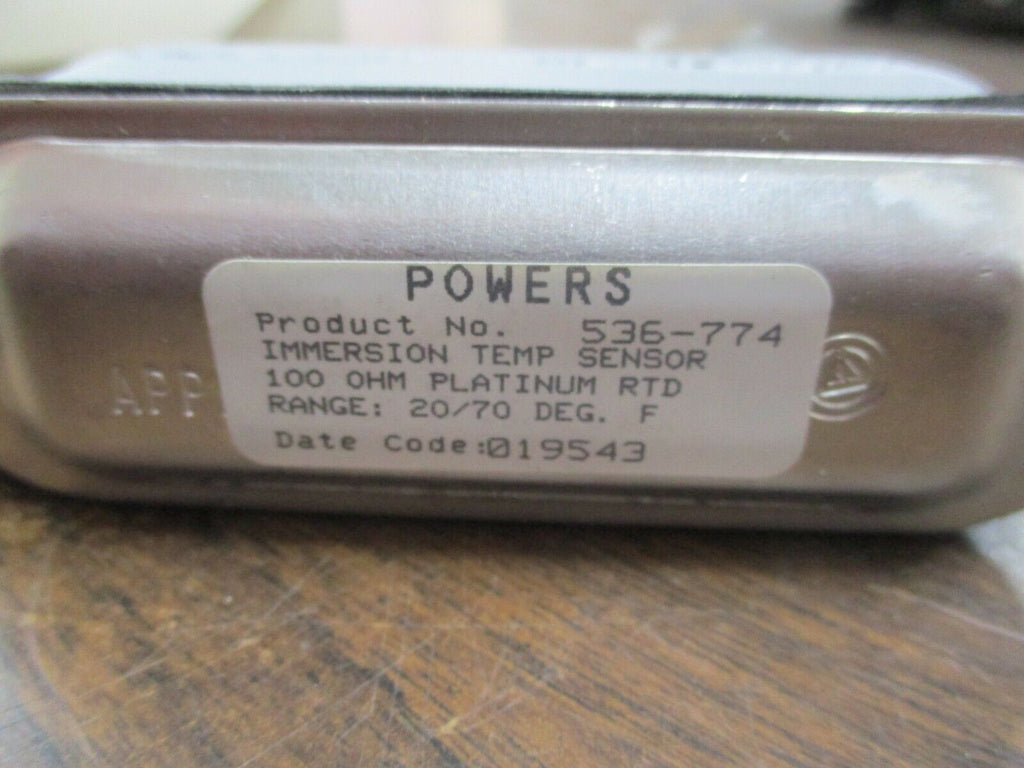 POWERS
Product No. 536-774
IMMERSION TEMP SENSOR
100 OHM PLATINUM RTD
RANGE: 20/70 DEG. F
Date Code:019543
APP